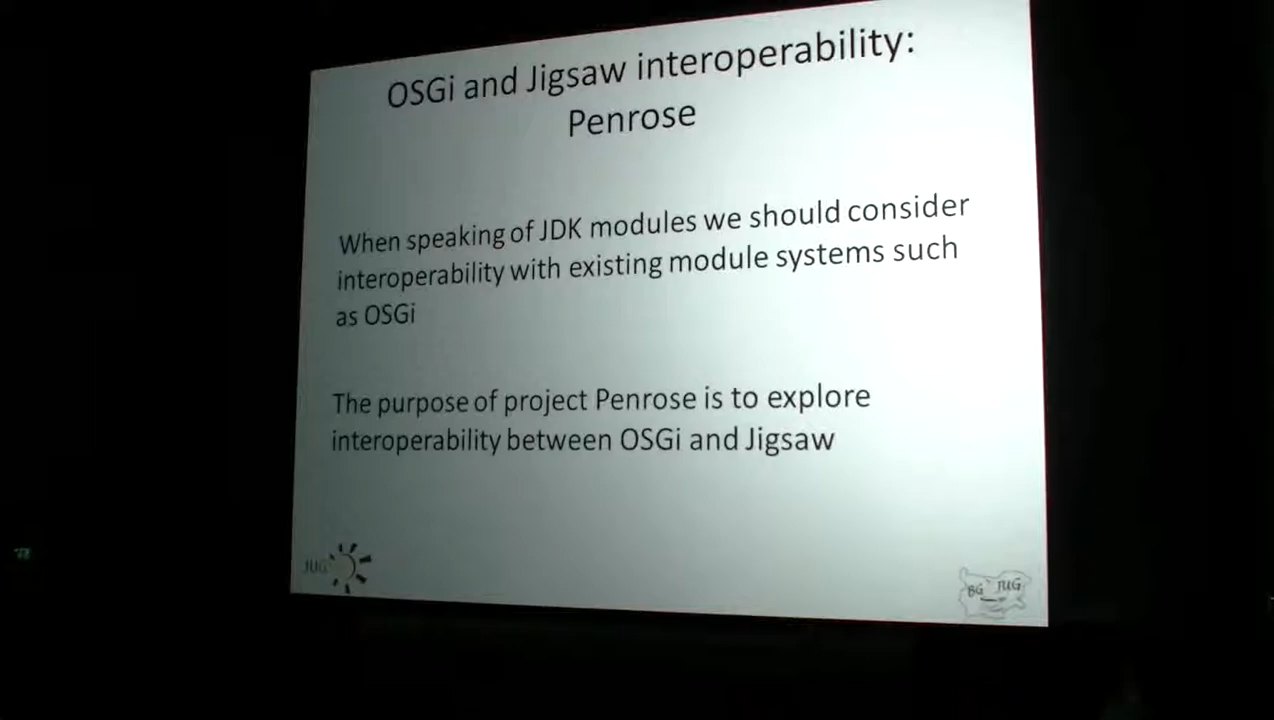 OSGi and Jigsaw interoperability:
Penrose
When speaking of JDK modules we should consider
interoperability with existing module systems such
as OSGi
The purpose of project Penrose is to explore
interoperability between OSGi and Jigsaw
JUG
BG JUG